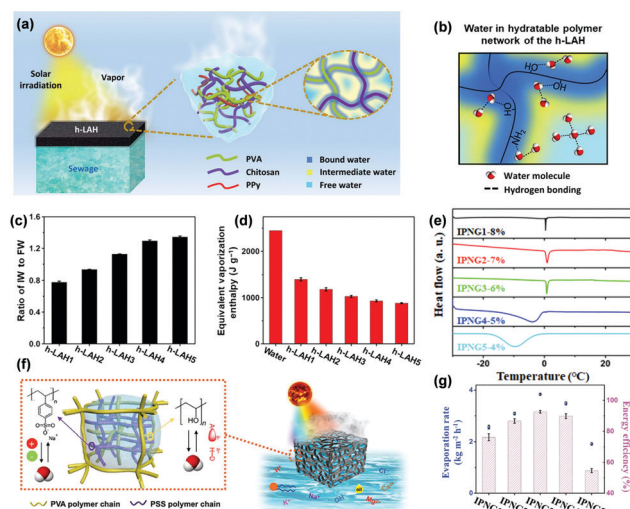 (a)
Solar
irradiation
Vapor
h-LAH
Sewage
PVA
Chitosan
PPy
Bound water
Intermediate water
Free water
(b)
Water in hydratable polymer
network of the h-LAH
HO
OH
OH
NH2
Water molecule
Hydrogen bonding
(c)
Ratio of IW to FW
1.6
1.2
0.8
0.4
0.0
h-LAH1
h-LAH2
h-LAH3
h-LAH4
h-LAH5
(d)
Equivalent vaporization
enthalpy (J g⁻¹)
2000
1000
0
Water
h-LAH1
h-LAH2
h-LAH3
h-LAH4
h-LAH5
(e)
Heat flow (a. u.)
IPNG1-8%
IPNG2-7%
IPNG3-6%
IPNG4-5%
IPNG5-4%
-20
0
20
Temperature (°C)
(f)
Na⁺
HO
PVA polymer chain
PSS polymer chain
K⁺
Na⁺
OH⁻
oil
(g)
Evaporation rate
(kg m⁻² h⁻¹)
3
2
1
0
Energy
efficiency (%)
100
80
60
40